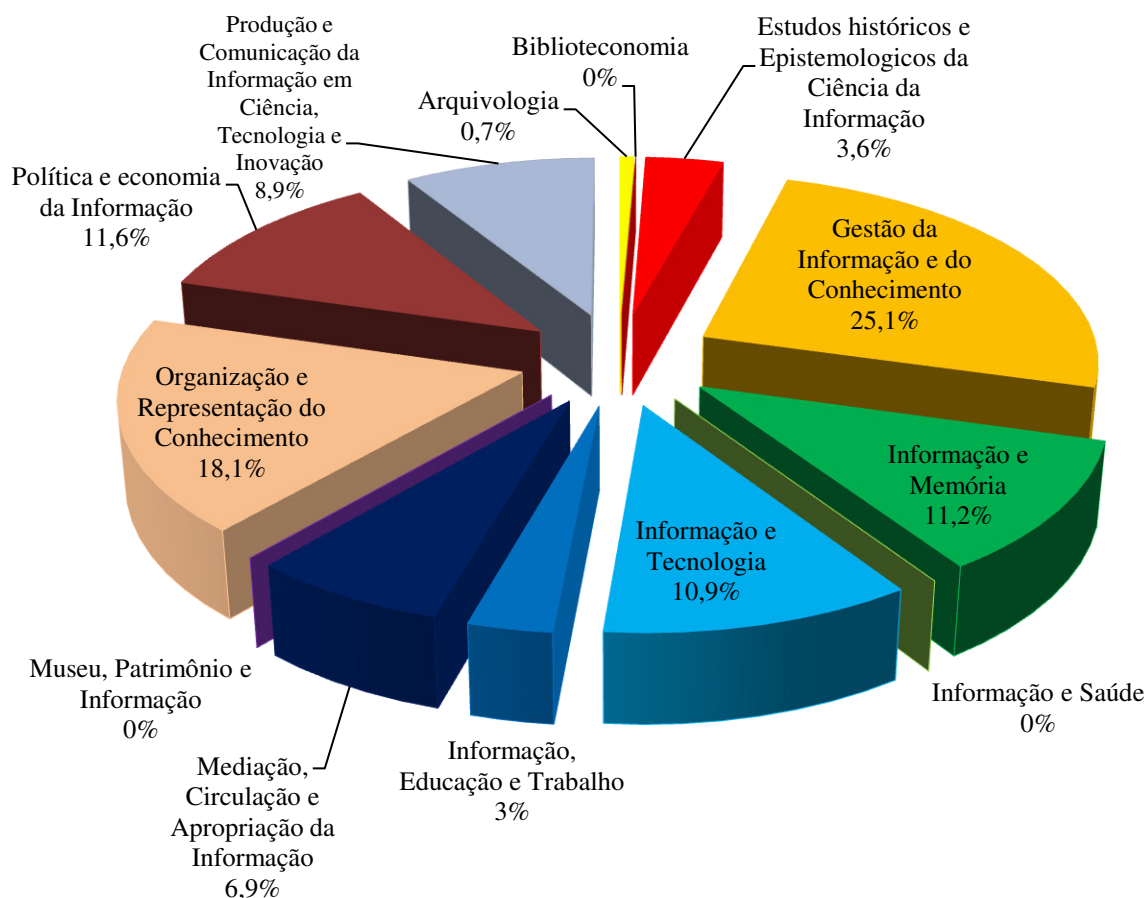 Produção e
Comunicação da
Informação em
Ciência,
Tecnologia e
Inovação
8,9%
Biblioteconomia
0%
Estudos históricos e
Epistemologicos da
Ciência da
Informação
3,6%
Arquivologia
0,7%
Política e economia
da Informação
11,6%
Gestão da
Informação e do
Conhecimento
25,1%
Organização e
Representação do
Conhecimento
18,1%
Informação e
Memória
11,2%
Informação e
Tecnologia
10,9%
Museu, Patrimônio e
Informação
0%
Informação e Saúde
0%
Informação,
Educação e Trabalho
3%
Mediação,
Circulação e
Apropriação da
Informação
6,9%